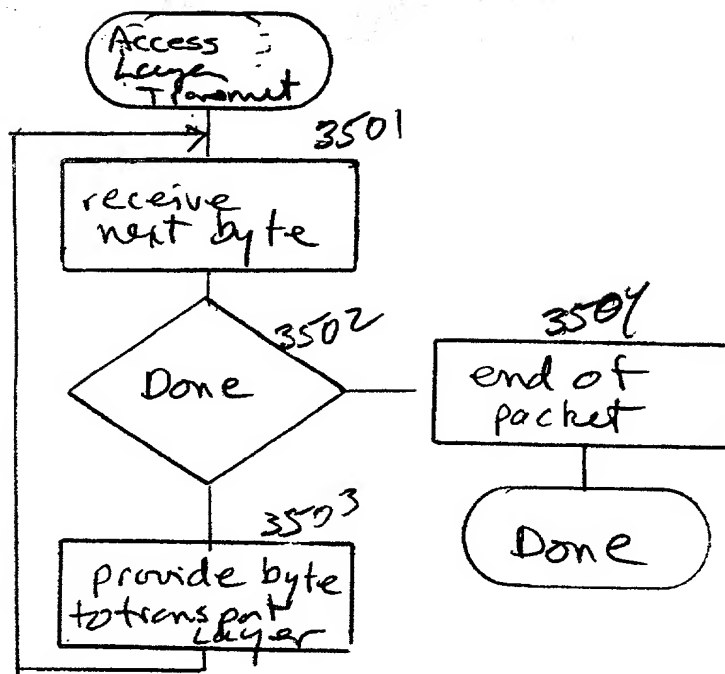 Access
Layer
Transmit
3501
receive
next byte
3502
Done
3504
end of
packet
3503
provide byte
to transport
Layer
Done